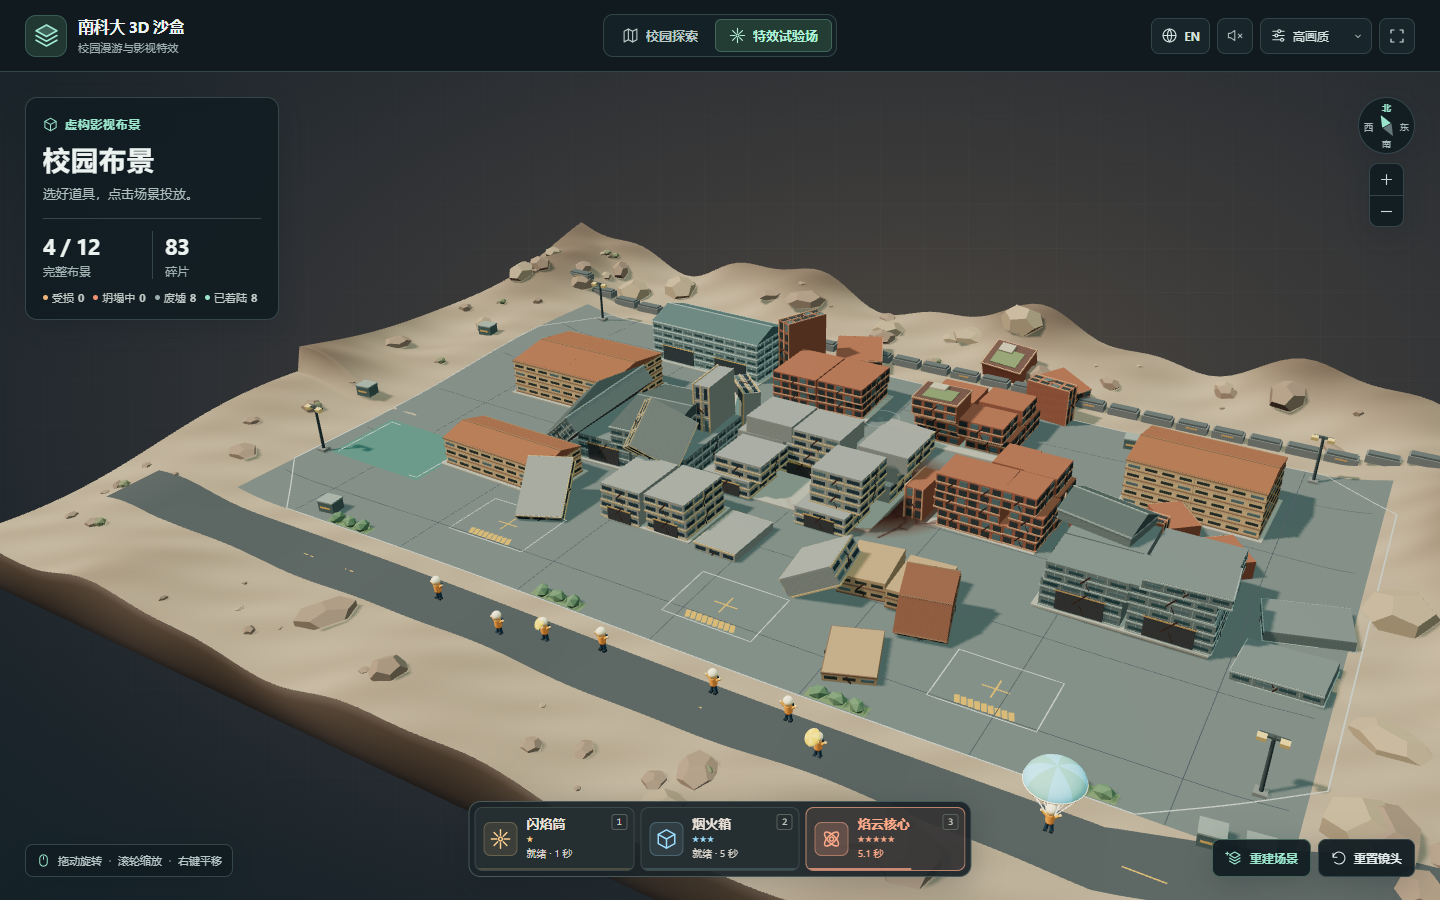 南科大 3D 沙盒
校园漫游与影视特效
校园探索
特效试验场
EN
高画质
虚构影视布景
校园布景
选好道具，点击场景投放。
4 / 12
完整布景
83
碎片
受损 0
坍塌中 0
废墟 8
已着陆 8
北
西
东
南
+
−
闪焰筒
1
★
就绪 · 1 秒
烟火箱
2
★★★
就绪 · 5 秒
焰云核心
3
★★★★★
5.1 秒
拖动旋转 · 滚轮缩放 · 右键平移
重建场景
重置镜头